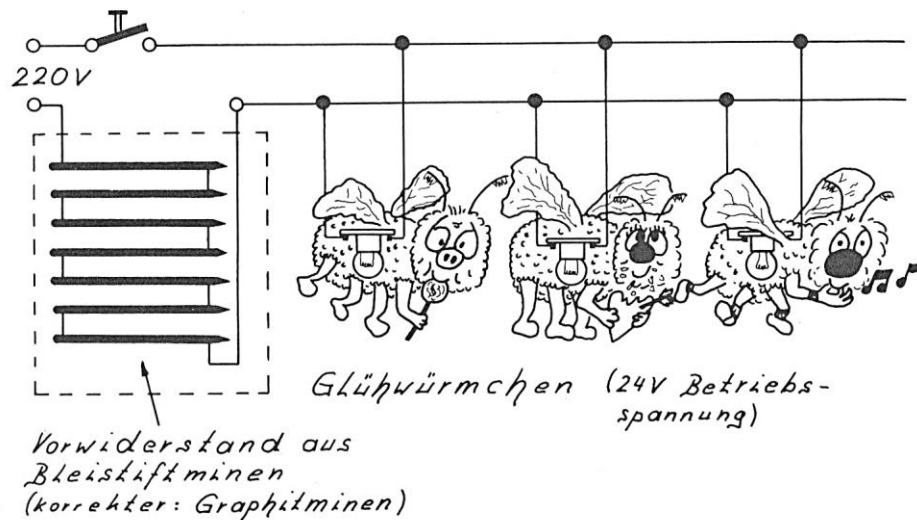 220V
Glühwürmchen (24V Betriebs-
spannung)
Vorwiderstand aus
Bleistiftminen
(korrekter: Graphitminen)